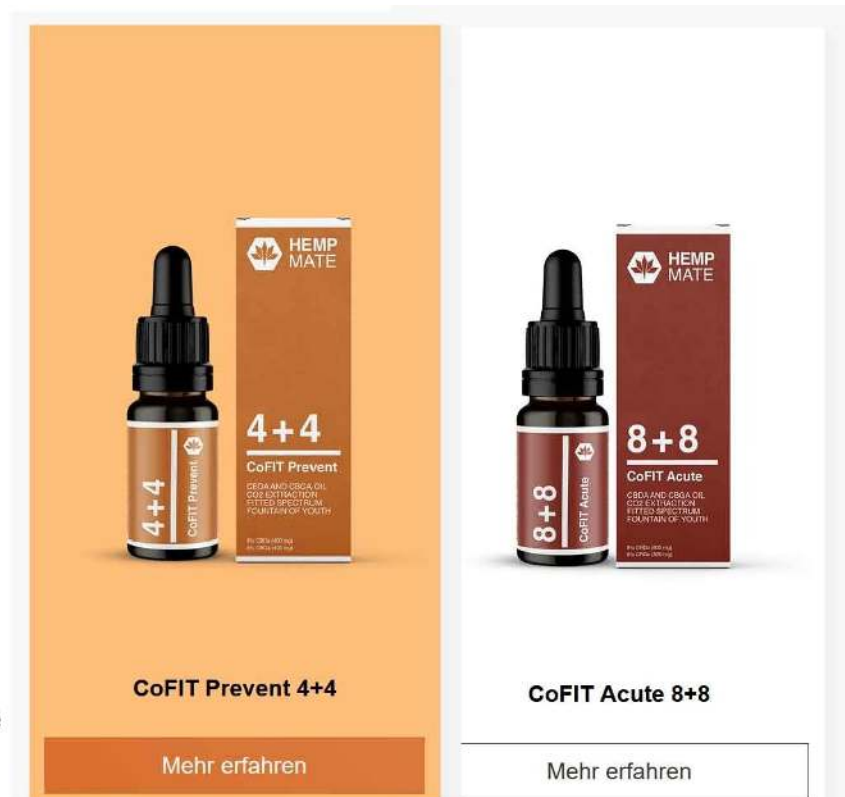 HEMP
MATE
4+4
CoFIT Prevent
CBDA AND CBGA OIL
CO2 EXTRACTION
FITTED SPECTRUM
FOUNTAIN OF YOUTH
4+4
CoFIT Prevent
CoFIT Prevent 4+4
Mehr erfahren
HEMP
MATE
8+8
CoFIT Acute
CBDA AND CBGA OIL
CO2 EXTRACTION
FITTED SPECTRUM
FOUNTAIN OF YOUTH
8+8
CoFIT Acute
CoFIT Acute 8+8
Mehr erfahren